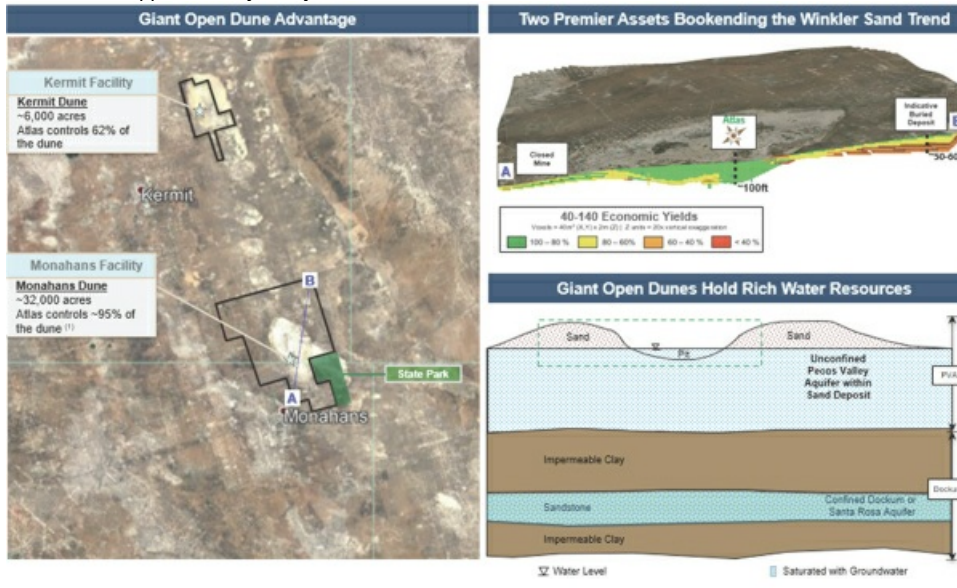 Giant Open Dune Advantage
Kermit Facility
Kermit Dune
~6,000 acres
Atlas controls 62% of
the dune
Kermit
Monahans Facility
Monahans Dune
~32,000 acres
Atlas controls ~95% of
the dune (1)
B
State Park
A
Monahans
Two Premier Assets Bookending the Winkler Sand Trend
Indicative
Buried
Deposit
Atlas
Closed
Mine
A
~100ft
40-140 Economic Yields
100 – 80 %
80 – 60%
60 – 40 %
< 40 %
Giant Open Dunes Hold Rich Water Resources
Sand
Pit
Sand
Unconfined
Pecos Valley
Aquifer within
Sand Deposit
Impermeable Clay
Sandstone
Confined Dockum or
Santa Rosa Aquifer
Impermeable Clay
Water Level
Saturated with Groundwater